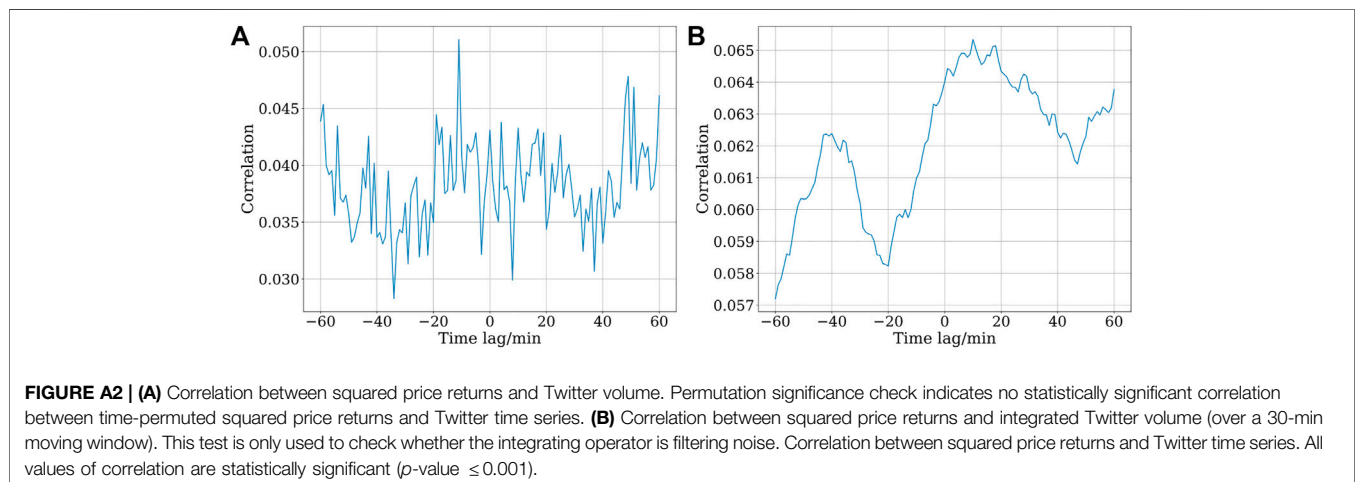 A
0.050
0.045
0.040
0.035
0.030
Correlation
−60
−40
−20
0
20
40
60
Time lag/min
B
0.065
0.064
0.063
0.062
0.061
0.060
0.059
0.058
0.057
Correlation
−60
−40
−20
0
20
40
60
Time lag/min
FIGURE A2 | (A) Correlation between squared price returns and Twitter volume. Permutation significance check indicates no statistically significant correlation
between time-permuted squared price returns and Twitter time series. (B) Correlation between squared price returns and integrated Twitter volume (over a 30-min
moving window). This test is only used to check whether the integrating operator is filtering noise. Correlation between squared price returns and Twitter time series. All
values of correlation are statistically significant (p-value ≤0.001).